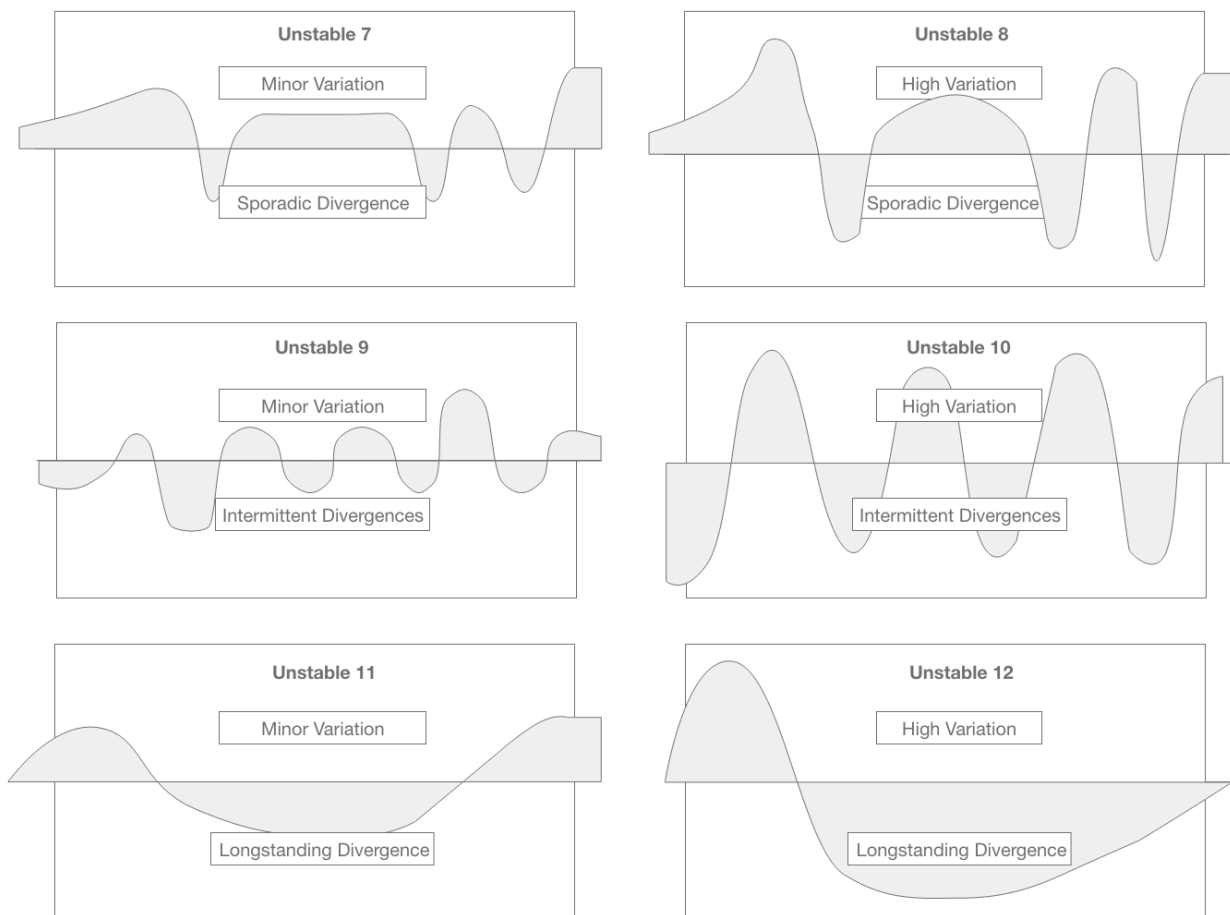 Unstable 7
Minor Variation
Sporadic Divergence
Unstable 8
High Variation
Sporadic Divergence
Unstable 9
Minor Variation
Intermittent Divergences
Unstable 10
High Variation
Intermittent Divergences
Unstable 11
Minor Variation
Longstanding Divergence
Unstable 12
High Variation
Longstanding Divergence